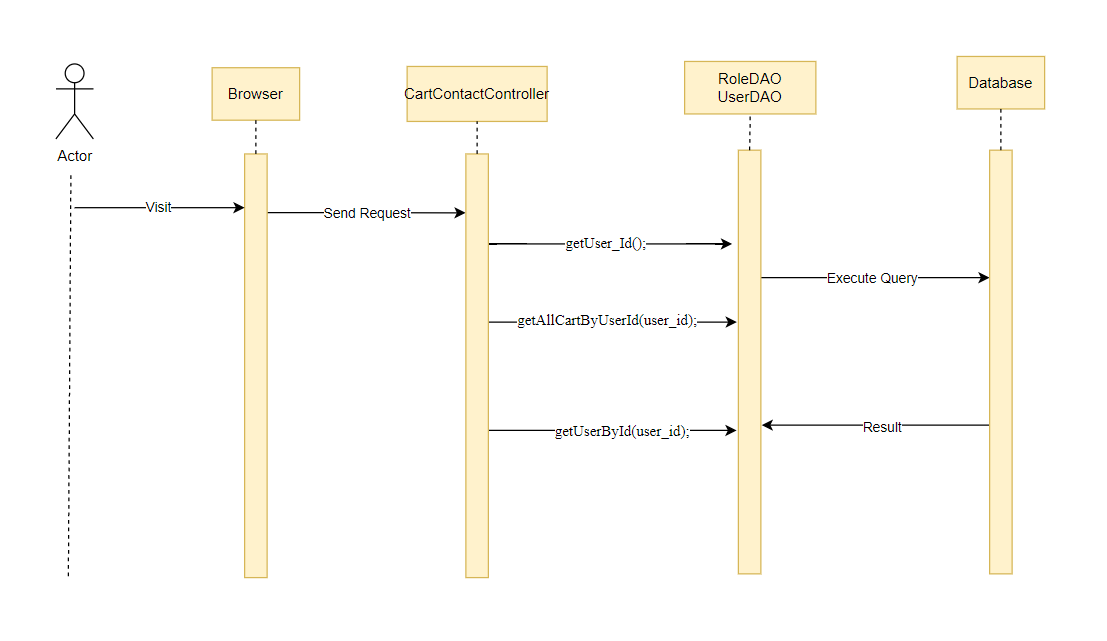 Actor
Browser
CartContactController
RoleDAO
UserDAO
Database
Visit
Send Request
getUser_Id();
Execute Query
getAllCartByUserId(user_id);
getUserById(user_id);
Result